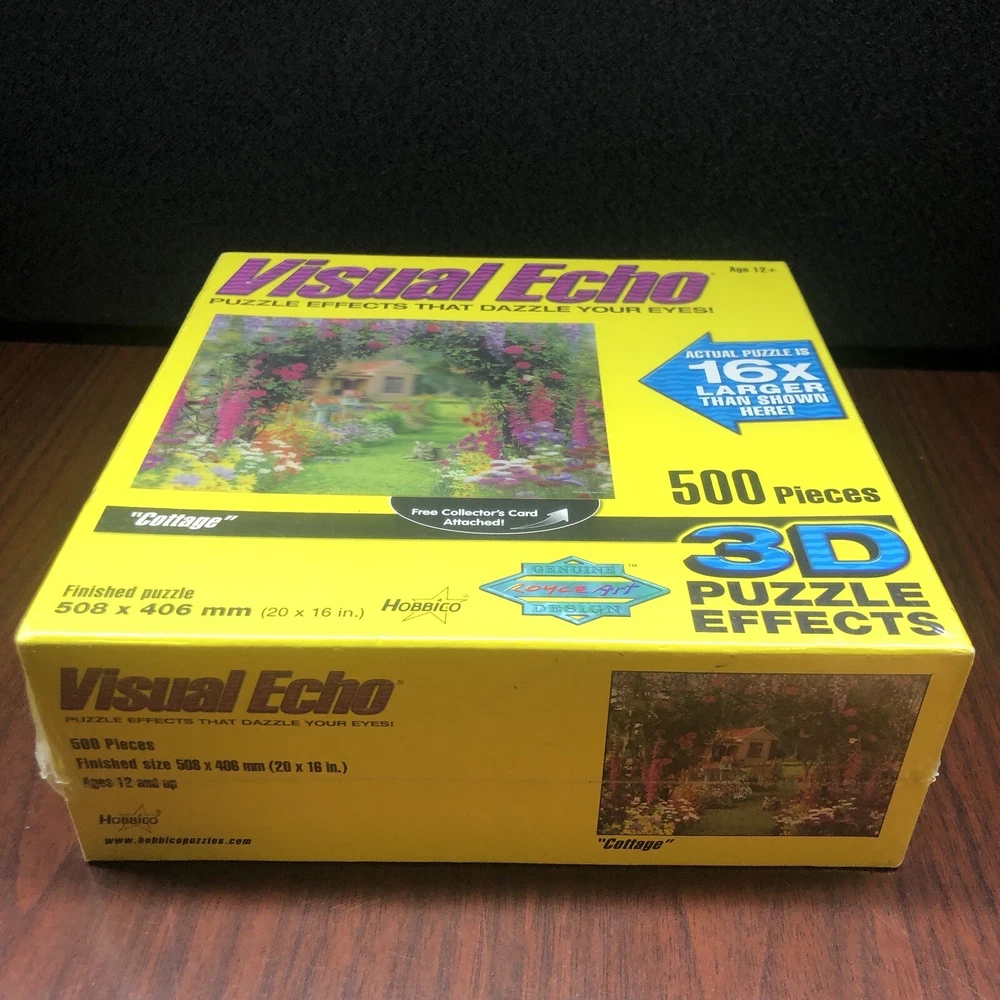 Visual Echo
Age 12+
PUZZLE EFFECTS THAT DAZZLE YOUR EYES!
ACTUAL PUZZLE IS
16X
LARGER
THAN SHOWN
HERE!
500 Pieces
"Cottage"
Free Collector's Card
Attached!
3D
PUZZLE
EFFECTS
Finished puzzle
508 x 406 mm (20 x 16 in.)
HOBBICO
GENUINE ™
Royce Art
DESIGN
Visual Echo®
PUZZLE EFFECTS THAT DAZZLE YOUR EYES!
500 Pieces
Finished size 508 x 406 mm (20 x 16 in.)
Ages 12 and up
HOBBICO
www.hobbicopuzzles.com
"Cottage"